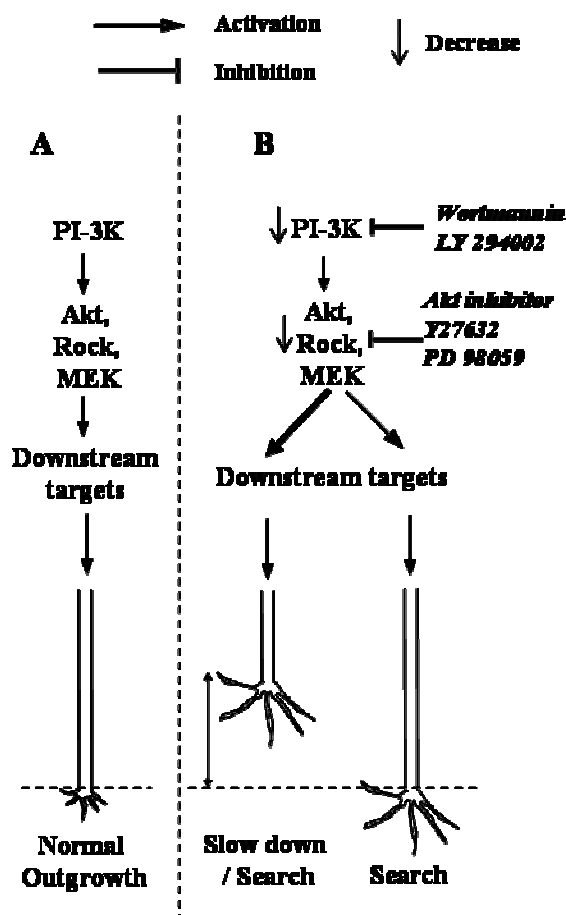 Activation
Inhibition
Decrease
A
PI-3K
Akt,
Rock,
MEK
Downstream
targets
Normal
Outgrowth
B
PI-3K
Wortmannin
LY 294002
Akt,
Rock,
MEK
Akt inhibitor
Y27632
PD 98059
Downstream targets
Slow down
/ Search
Search